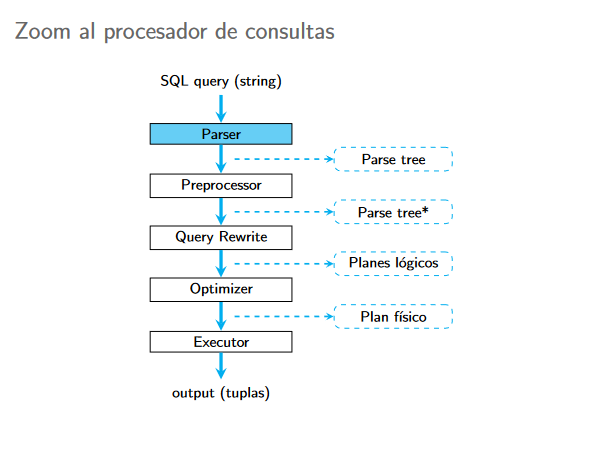 Zoom al procesador de consultas
SQL query (string)
Parser
Parse tree
Preprocessor
Parse tree*
Query Rewrite
Planes lógicos
Optimizer
Plan físico
Executor
output (tuplas)